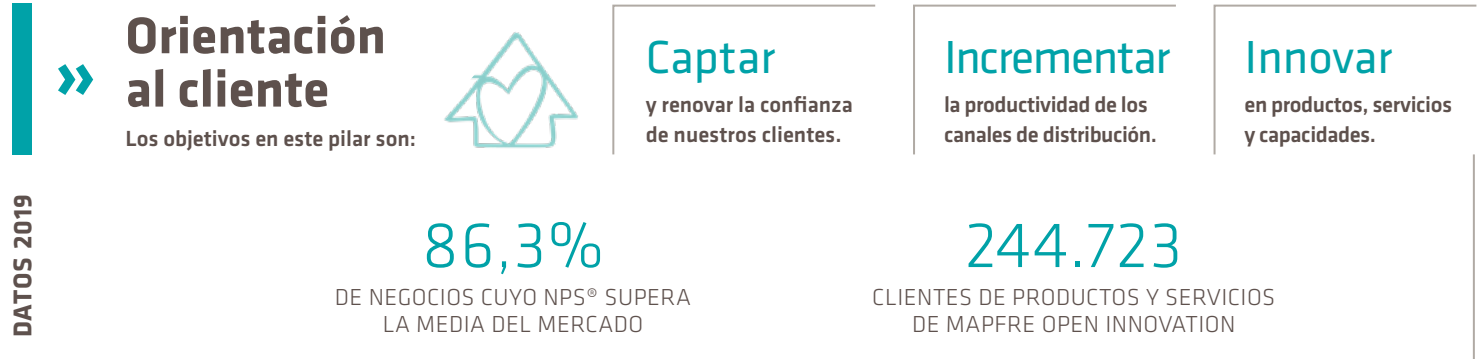 »
Orientación
al cliente
Los objetivos en este pilar son:
Captar
y renovar la confianza
de nuestros clientes.
Incrementar
la productividad de los
canales de distribución.
Innovar
en productos, servicios
y capacidades.
DATOS 2019
86,3%
DE NEGOCIOS CUYO NPS® SUPERA
LA MEDIA DEL MERCADO
244.723
CLIENTES DE PRODUCTOS Y SERVICIOS
DE MAPFRE OPEN INNOVATION